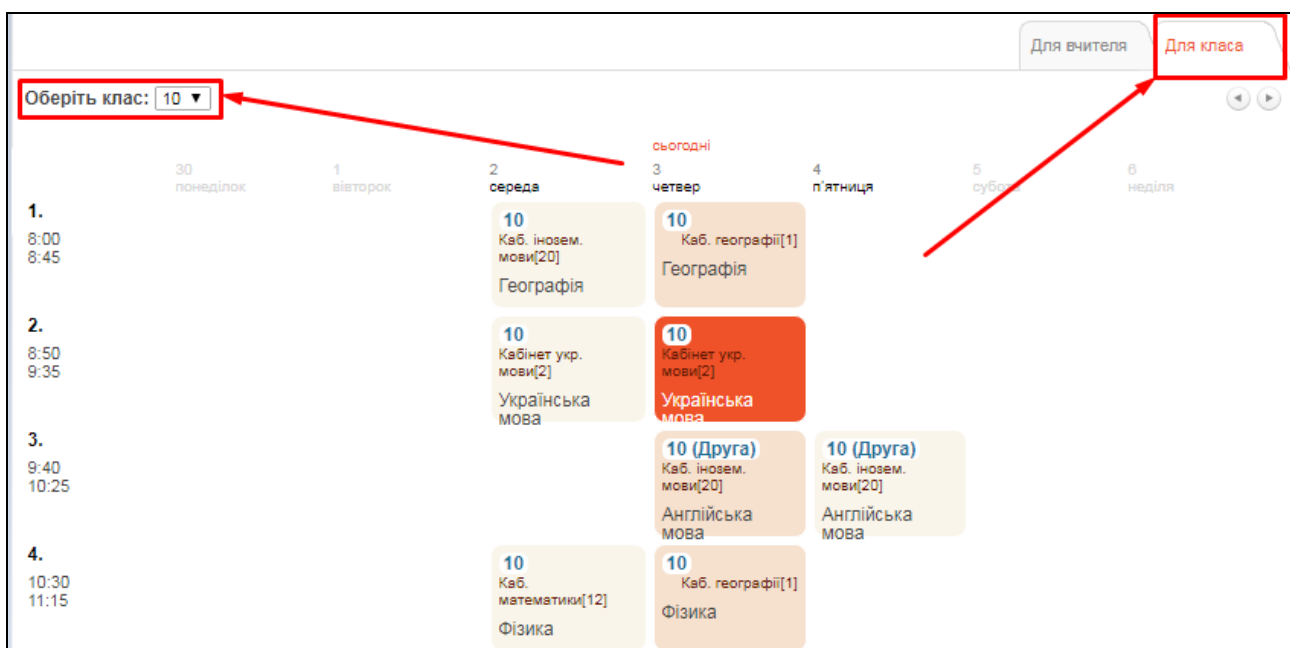 Для вчителя
Для класа
Оберіть клас: 10 ▼
сьогодні
30 1 2 3 4 5 6
понеділок вівторок середа четвер п'ятниця субота неділя
1.
8:00
8:45
10
Каб. інозем.
мови[20]
Географія
10
Каб. географії[1]
Географія
2.
8:50
9:35
10
Кабінет укр.
мови[2]
Українська
мова
10
Кабінет укр.
мови[2]
Українська
мова
3.
9:40
10:25
10 (Друга)
Каб. інозем.
мови[20]
Англійська
мова
10 (Друга)
Каб. інозем.
мови[20]
Англійська
мова
4.
10:30
11:15
10
Каб.
математики[12]
Фізика
10
Каб. географії[1]
Фізика